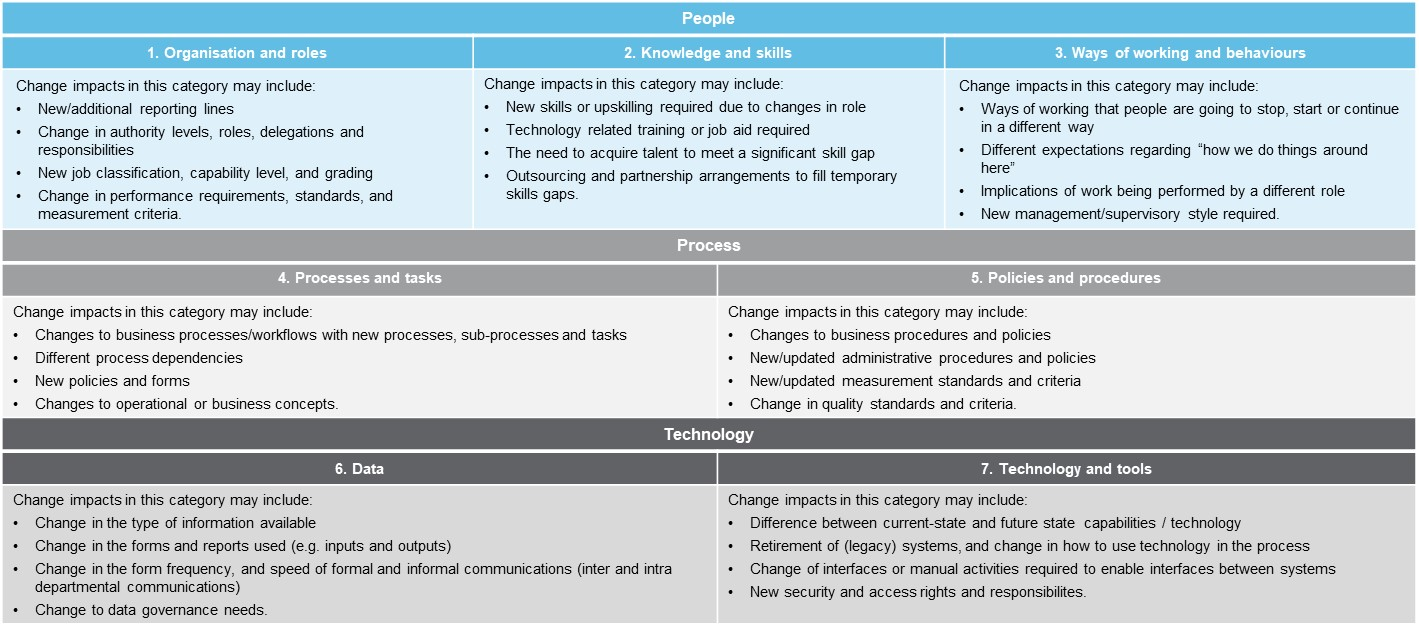 People
1. Organisation and roles
Change impacts in this category may include:
• New/additional reporting lines
• Change in authority levels, roles, delegations and
responsibilities
• New job classification, capability level, and grading
• Change in performance requirements, standards, and
measurement criteria.
2. Knowledge and skills
Change impacts in this category may include:
• New skills or upskilling required due to changes in role
• Technology related training or job aid required
• The need to acquire talent to meet a significant skill gap
• Outsourcing and partnership arrangements to fill temporary
skills gaps.
3. Ways of working and behaviours
Change impacts in this category may include:
• Ways of working that people are going to stop, start or continue
in a different way
• Different expectations regarding “how we do things around
here”
• Implications of work being performed by a different role
• New management/supervisory style required.
Process
4. Processes and tasks
Change impacts in this category may include:
• Changes to business processes/workflows with new processes, sub-processes and tasks
• Different process dependencies
• New policies and forms
• Changes to operational or business concepts.
5. Policies and procedures
Change impacts in this category may include:
• Changes to business procedures and policies
• New/updated administrative procedures and policies
• New/updated measurement standards and criteria
• Change in quality standards and criteria.
Technology
6. Data
Change impacts in this category may include:
• Change in the type of information available
• Change in the forms and reports used (e.g. inputs and outputs)
• Change in the form frequency, and speed of formal and informal communications (inter and intra
departmental communications)
• Change to data governance needs.
7. Technology and tools
Change impacts in this category may include:
• Difference between current-state and future state capabilities / technology
• Retirement of (legacy) systems, and change in how to use technology in the process
• Change of interfaces or manual activities required to enable interfaces between systems
• New security and access rights and responsibilites.